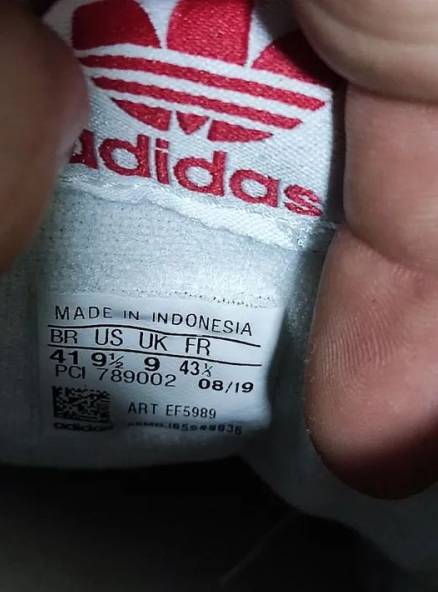 adidas
MADE IN INDONESIA
BR US UK FR
41 9½ 9 43⅓
PCI 789002 08/19
ART EF5989
adidas